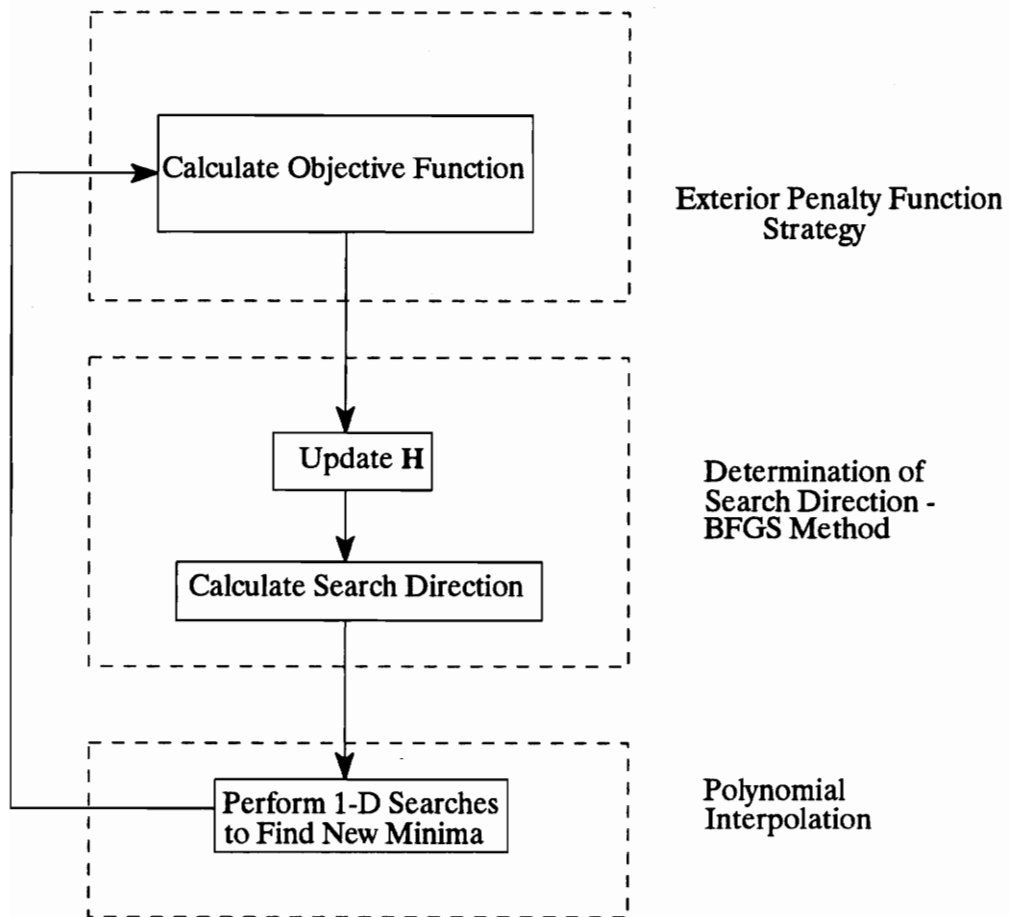 Calculate Objective Function
Exterior Penalty Function
Strategy
Update H
Calculate Search Direction
Determination of
Search Direction -
BFGS Method
Perform 1-D Searches
to Find New Minima
Polynomial
Interpolation